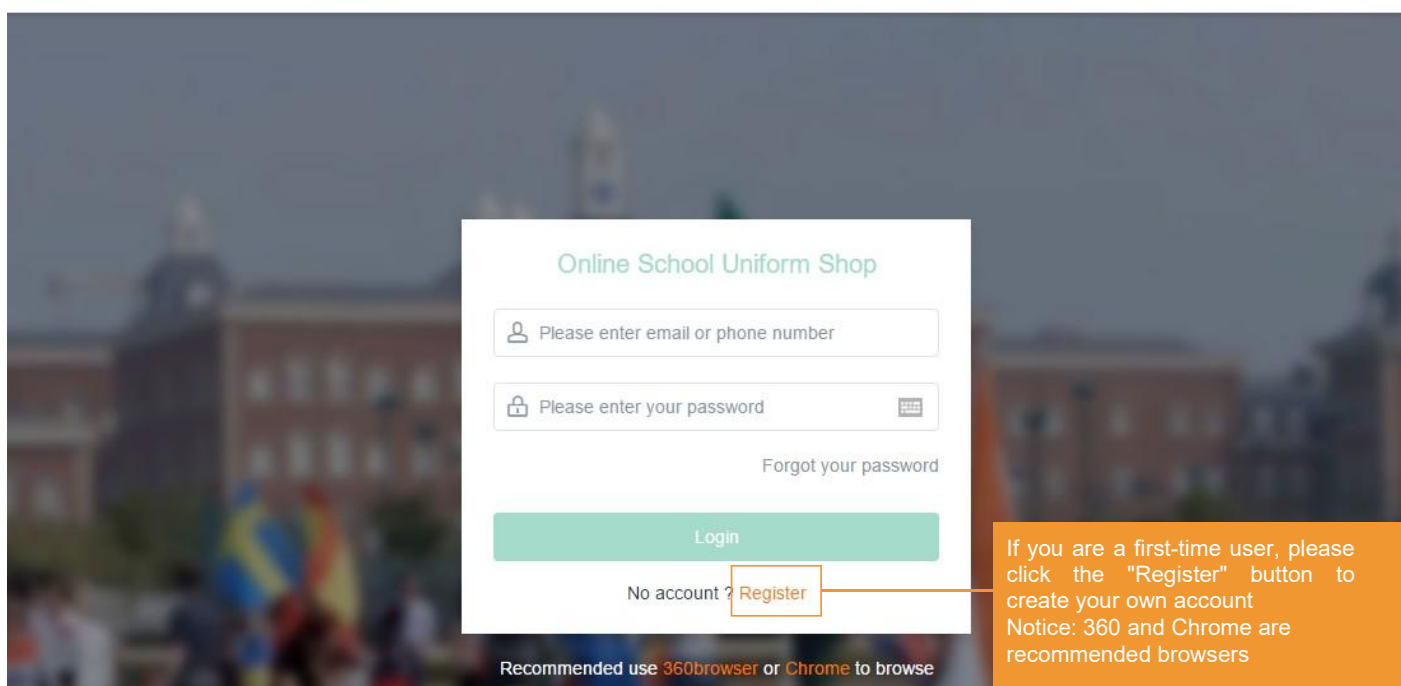 Online School Uniform Shop
Please enter email or phone number
Please enter your password
Forgot your password
Login
No account ? Register
If you are a first-time user, please
click the "Register" button to
create your own account
Notice: 360 and Chrome are
recommended browsers
Recommended use 360browser or Chrome to browse